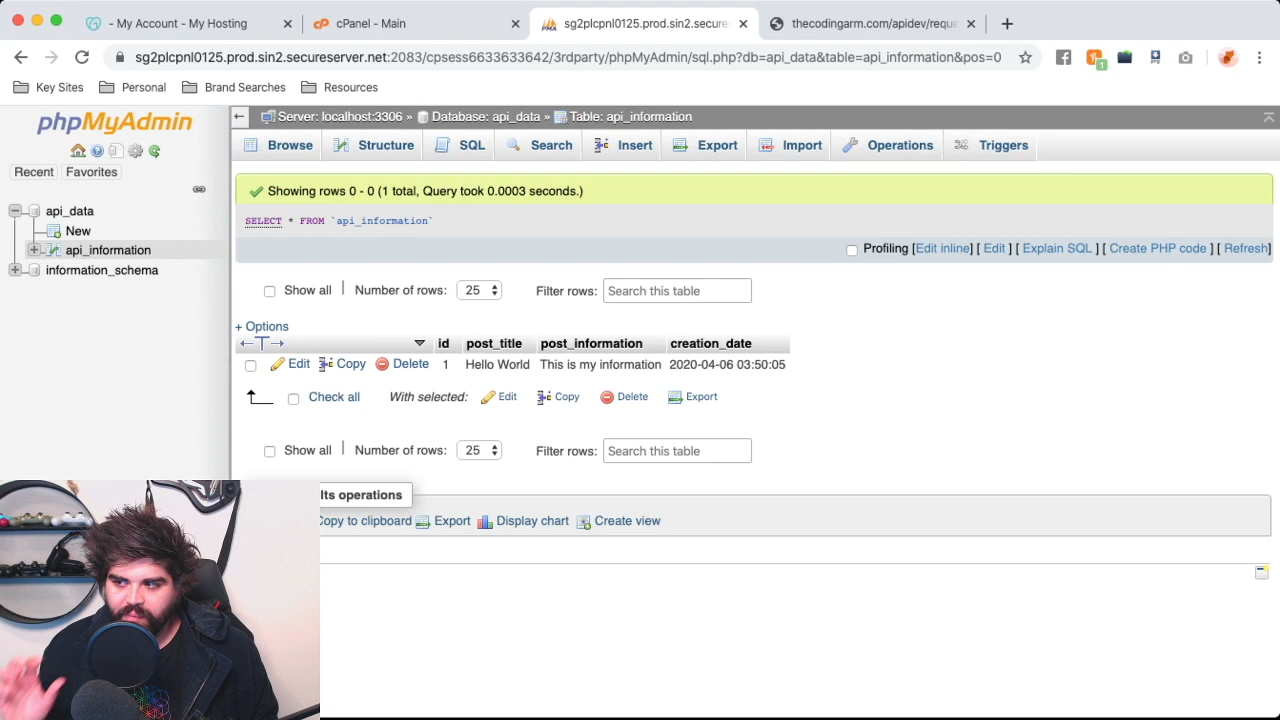 - My Account - My Hosting
cPanel - Main
sg2plcpnl0125.prod.sin2.secure
thecodingarm.com/apidev/reque
sg2plcpnl0125.prod.sin2.secureserver.net:2083/cpsess6633633642/3rdparty/phpMyAdmin/sql.php?db=api_data&table=api_information&pos=0
1
Key Sites
Personal
Brand Searches
Resources
phpMyAdmin
Recent
Favorites
api_data
New
api_information
information_schema
Server: localhost:3306 » Database: api_data » Table: api_information
Browse
Structure
SQL
Search
Insert
Export
Import
Operations
Triggers
Showing rows 0 - 0 (1 total, Query took 0.0003 seconds.)
SELECT * FROM `api_information`
Profiling [Edit inline] [ Edit ] [ Explain SQL ] [ Create PHP code ] [ Refresh]
Show all
Number of rows: 25
Filter rows: Search this table
+ Options
id post_title post_information creation_date
Edit Copy Delete 1 Hello World This is my information 2020-04-06 03:50:05
Check all With selected: Edit Copy Delete Export
Show all
Number of rows: 25
Filter rows: Search this table
lts operations
Copy to clipboard Export Display chart Create view